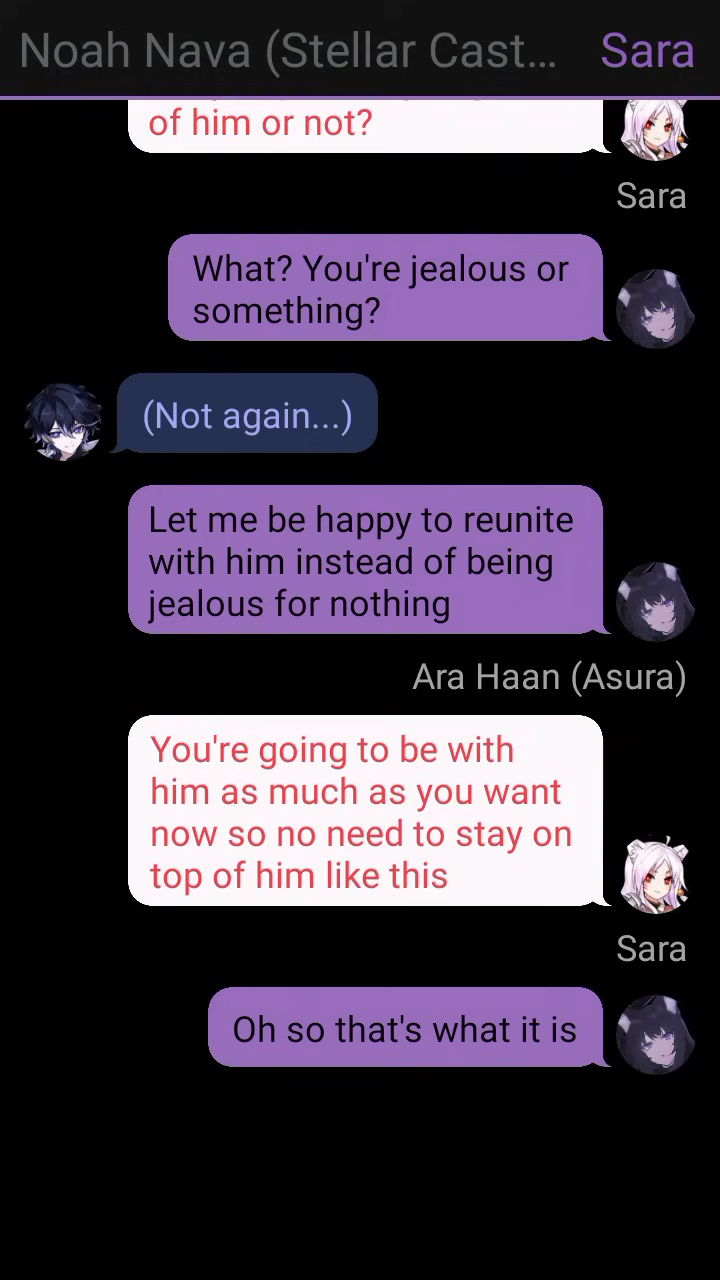 Noah Nava (Stellar Cast... Sara
of him or not?
Sara
What? You're jealous or
something?
(Not again...)
Let me be happy to reunite
with him instead of being
jealous for nothing
Ara Haan (Asura)
You're going to be with
him as much as you want
now so no need to stay on
top of him like this
Sara
Oh so that's what it is